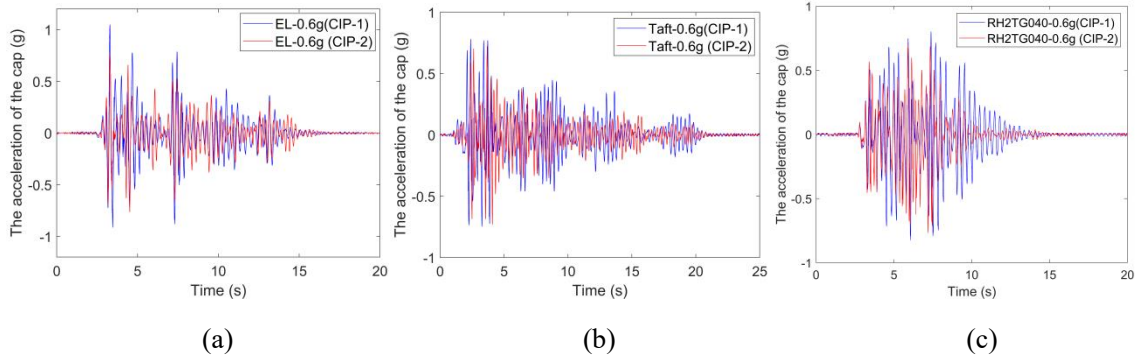 The acceleration of the cap (g)
1
0.5
0
-0.5
-1
EL-0.6g(CIP-1)
EL-0.6g (CIP-2)
0 5 10 15 20
Time (s)
(a)
The acceleration of the cap (g)
1
0.5
0
-0.5
-1
Taft-0.6g(CIP-1)
Taft-0.6g (CIP-2)
0 5 10 15 20 25
Time (s)
(b)
The acceleration of the cap (g)
1
0.5
0
-0.5
-1
RH2TG040-0.6g(CIP-1)
RH2TG040-0.6g (CIP-2)
0 5 10 15 20
Time (s)
(c)